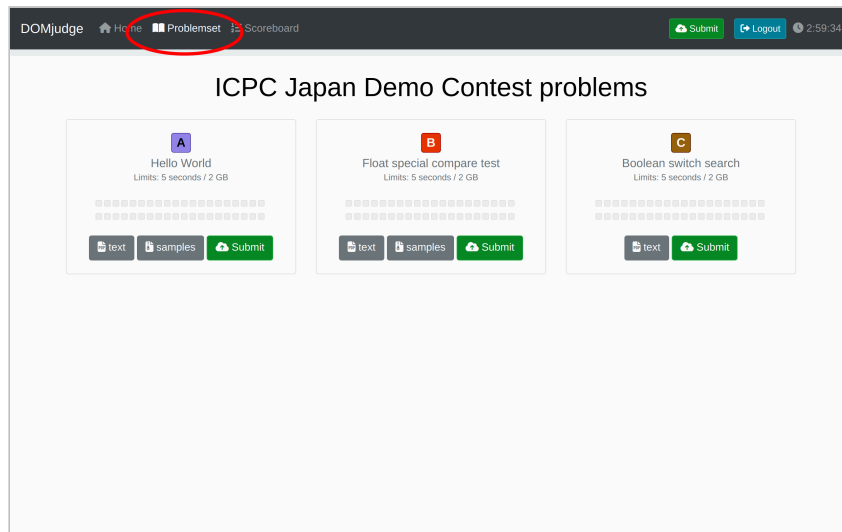 DOMjudge Home Problemset Scoreboard Submit Logout 2:59:34
ICPC Japan Demo Contest problems
A
Hello World
Limits: 5 seconds / 2 GB
text samples Submit
B
Float special compare test
Limits: 5 seconds / 2 GB
text samples Submit
C
Boolean switch search
Limits: 5 seconds / 2 GB
text Submit